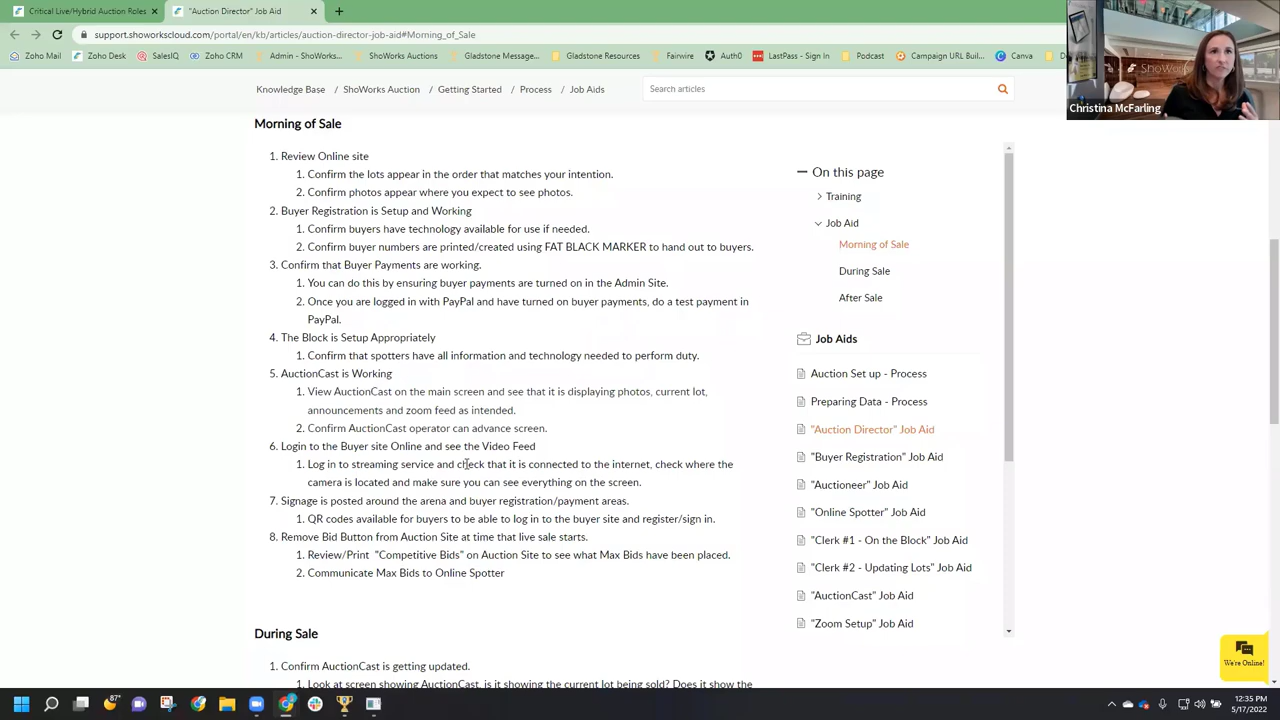 Critical Live/Hybrid Auction Roles
"Auction Director" Job Aid
support.showorkscloud.com/portal/en/kb/articles/auction-director-job-aid#Morning_of_Sale
Zoho Mail
Zoho Desk
SalesIQ
Zoho CRM
Admin - ShoWorks...
ShoWorks Auctions
Gladstone Messag...
Gladstone Resources
Fairwire
Auth0
LastPass - Sign In
Podcast
Campaign URL Buil...
Canva
ShoWo
Christina McFarling
Knowledge Base / ShoWorks Auction / Getting Started / Process / Job Aids
Search articles
Morning of Sale
1. Review Online site
1. Confirm the lots appear in the order that matches your intention.
2. Confirm photos appear where you expect to see photos.
2. Buyer Registration is Setup and Working
1. Confirm buyers have technology available for use if needed.
2. Confirm buyer numbers are printed/created using FAT BLACK MARKER to hand out to buyers.
3. Confirm that Buyer Payments are working.
1. You can do this by ensuring buyer payments are turned on in the Admin Site.
2. Once you are logged in with PayPal and have turned on buyer payments, do a test payment in
PayPal.
4. The Block is Setup Appropriately
1. Confirm that spotters have all information and technology needed to perform duty.
5. AuctionCast is Working
1. View AuctionCast on the main screen and see that it is displaying photos, current lot,
announcements and zoom feed as intended.
2. Confirm AuctionCast operator can advance screen.
6. Login to the Buyer site Online and see the Video Feed
1. Log in to streaming service and check that it is connected to the internet, check where the
camera is located and make sure you can see everything on the screen.
7. Signage is posted around the arena and buyer registration/payment areas.
1. QR codes available for buyers to be able to log in to the buyer site and register/sign in.
8. Remove Bid Button from Auction Site at time that live sale starts.
1. Review/Print "Competitive Bids" on Auction Site to see what Max Bids have been placed.
2. Communicate Max Bids to Online Spotter
During Sale
1. Confirm AuctionCast is getting updated.
1. Look at screen showing AuctionCast, is it showing the current lot being sold? Does it show the
On this page
Training
Job Aid
Morning of Sale
During Sale
After Sale
Job Aids
Auction Set up - Process
Preparing Data - Process
"Auction Director" Job Aid
"Buyer Registration" Job Aid
"Auctioneer" Job Aid
"Online Spotter" Job Aid
"Clerk #1 - On the Block" Job Aid
"Clerk #2 - Updating Lots" Job Aid
"AuctionCast" Job Aid
"Zoom Setup" Job Aid
We're Online!
87°
12:35 PM
5/17/2022